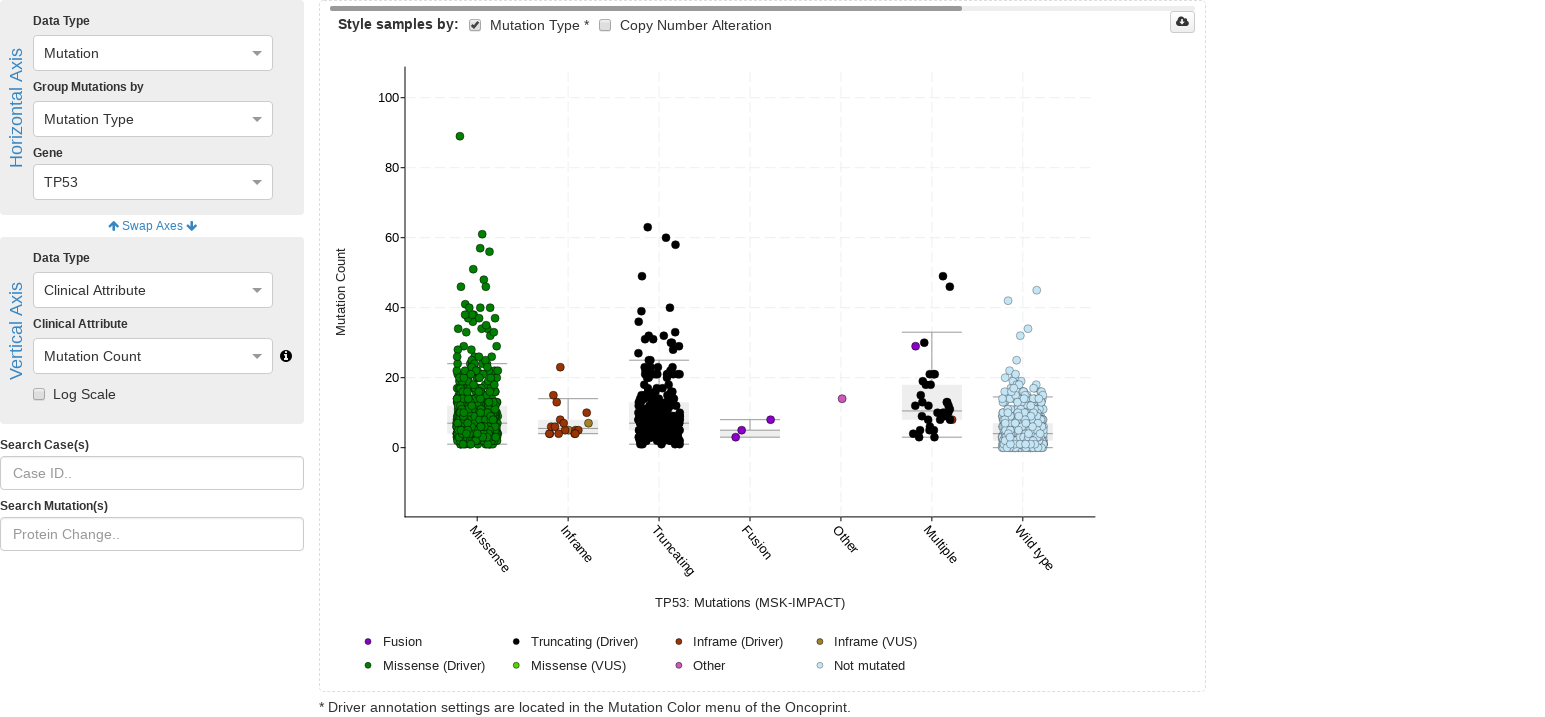 Horizontal Axis
Data Type
Mutation
Group Mutations by
Mutation Type
Gene
TP53
Swap Axes
Vertical Axis
Data Type
Clinical Attribute
Clinical Attribute
Mutation Count
Log Scale
Search Case(s)
Case ID..
Search Mutation(s)
Protein Change..
Style samples by: Mutation Type * Copy Number Alteration
Mutation Count
100
80
60
40
20
0
Missense
Inframe
Truncating
Fusion
Other
Multiple
Wild type
TP53: Mutations (MSK-IMPACT)
Fusion Truncating (Driver) Inframe (Driver) Inframe (VUS)
Missense (Driver) Missense (VUS) Other Not mutated
* Driver annotation settings are located in the Mutation Color menu of the Oncoprint.